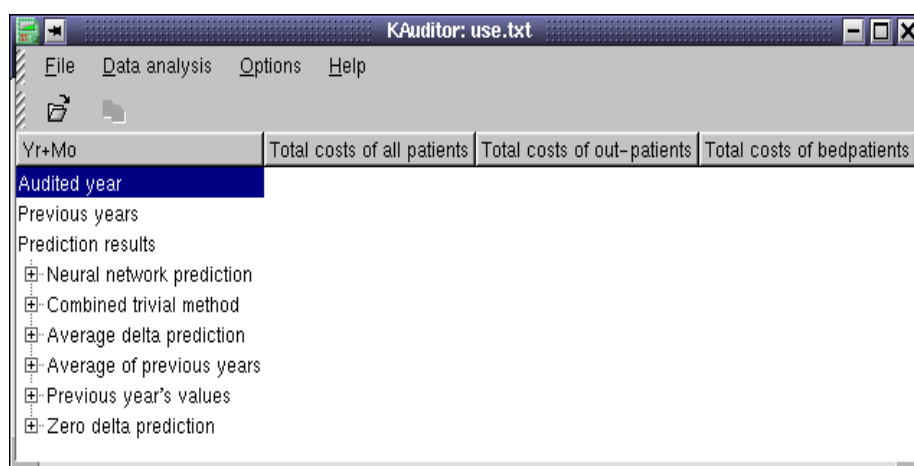 KAuditor: use.txt
File Data analysis Options Help
Yr+Mo Total costs of all patients Total costs of out-patients Total costs of bedpatients
Audited year
Previous years
Prediction results
Neural network prediction
Combined trivial method
Average delta prediction
Average of previous years
Previous year's values
Zero delta prediction